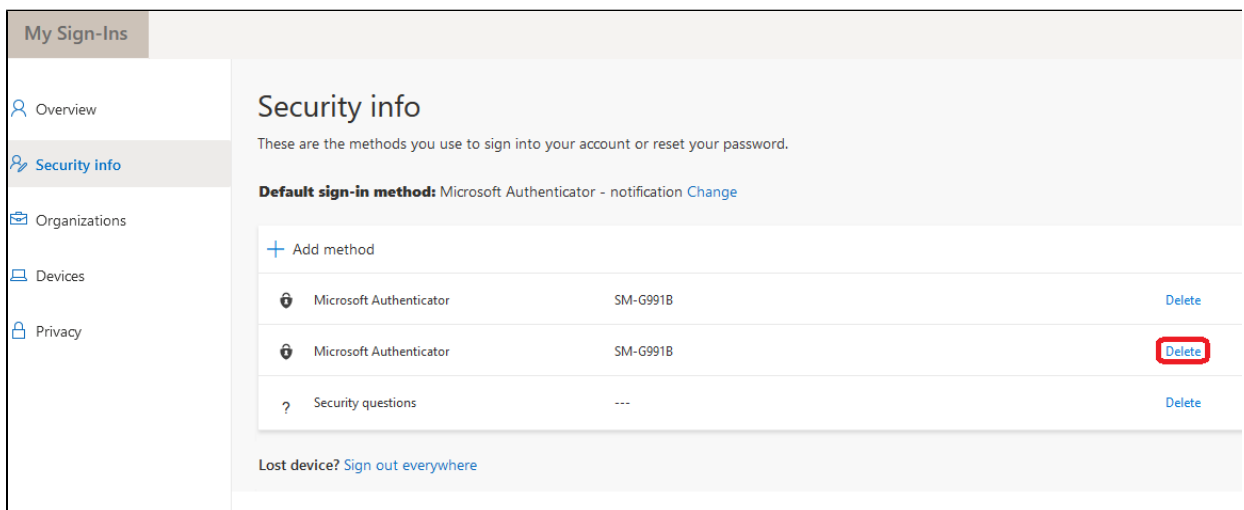 My Sign-Ins
Overview
Security info
Organizations
Devices
Privacy
Security info
These are the methods you use to sign into your account or reset your password.
Default sign-in method: Microsoft Authenticator - notification Change
+ Add method
Microsoft Authenticator SM-G991B Delete
Microsoft Authenticator SM-G991B Delete
? Security questions --- Delete
Lost device? Sign out everywhere